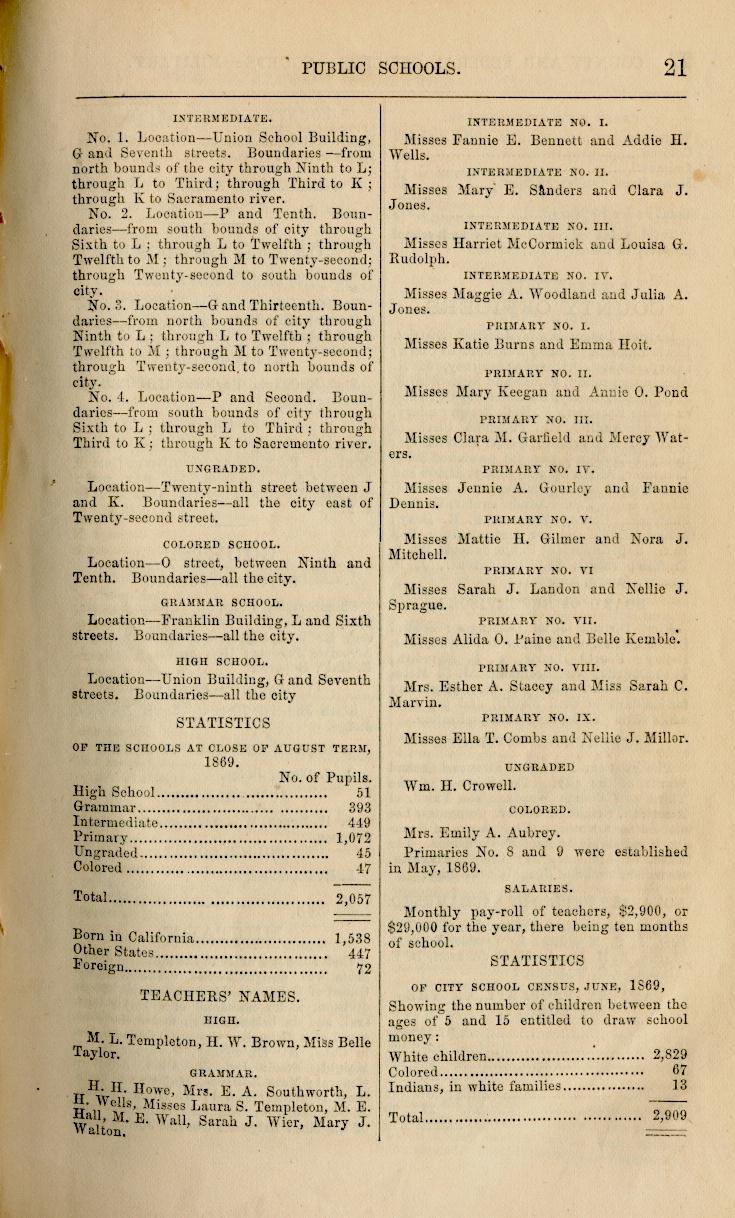 PUBLIC SCHOOLS. 21
INTERMEDIATE.
No. 1. Location—Union School Building,
G and Seventh streets. Boundaries—from
north bounds of the city through Ninth to L;
through L to Third; through Third to K ;
through K to Sacramento river.
No. 2. Location—P and Tenth. Boun-
daries—from south bounds of city through
Sixth to L ; through L to Twelfth ; through
Twelfth to M ; through M to Twenty-second;
through Twenty-second to south bounds of
city.
No. 3. Location—G and Thirteenth. Boun-
daries—from north bounds of city through
Ninth to L ; through L to Twelfth ; through
Twelfth to M ; through M to Twenty-second;
through Twenty-second to north bounds of
city.
No. 4. Location—P and Second. Boun-
daries—from south bounds of city through
Sixth to L ; through L to Third ; through
Third to K ; through K to Sacremento river.
UNGRADED.
Location—Twenty-ninth street between J
and K. Boundaries—all the city east of
Twenty-second street.
COLORED SCHOOL.
Location—O street, between Ninth and
Tenth. Boundaries—all the city.
GRAMMAR SCHOOL.
Location—Franklin Building, L and Sixth
streets. Boundaries—all the city.
HIGH SCHOOL.
Location—Union Building, G and Seventh
streets. Boundaries—all the city
STATISTICS
OF THE SCHOOLS AT CLOSE OF AUGUST TERM,
1869.
No. of Pupils.
High School........ 51
Grammar........ 393
Intermediate........ 449
Primary........ 1,072
Ungraded........ 45
Colored........ 47
Total........ 2,057
Born in California........ 1,538
Other States........ 447
Foreign........ 72
TEACHERS' NAMES.
HIGH.
M. L. Templeton, H. W. Brown, Miss Belle
Taylor.
GRAMMAR.
H. H. Howe, Mrs. E. A. Southworth, L.
H. Wells, Misses Laura S. Templeton, M. E.
Hall, M. E. Wall, Sarah J. Wier, Mary J.
Walton.
INTERMEDIATE NO. I.
Misses Fannie E. Bennett and Addie H.
Wells.
INTERMEDIATE NO. II.
Misses Mary E. Sanders and Clara J.
Jones.
INTERMEDIATE NO. III.
Misses Harriet McCormick and Louisa G.
Rudolph.
INTERMEDIATE NO. IV.
Misses Maggie A. Woodland and Julia A.
Jones.
PRIMARY NO. I.
Misses Katie Burns and Emma Hoit.
PRIMARY NO. II.
Misses Mary Keegan and Annie O. Pond
PRIMARY NO. III.
Misses Clara M. Garfield and Mercy Wat-
ers.
PRIMARY NO. IV.
Misses Jennie A. Gourley and Fannie
Dennis.
PRIMARY NO. V.
Misses Mattie H. Gilmer and Nora J.
Mitchell.
PRIMARY NO. VI
Misses Sarah J. Landon and Nellie J.
Sprague.
PRIMARY NO. VII.
Misses Alida O. Paine and Belle Kemble.
PRIMARY NO. VIII.
Mrs. Esther A. Stacey and Miss Sarah C.
Marvin.
PRIMARY NO. IX.
Misses Ella T. Combs and Nellie J. Millar.
UNGRADED
Wm. H. Crowell.
COLORED.
Mrs. Emily A. Aubrey.
Primaries No. 8 and 9 were established
in May, 1869.
SALARIES.
Monthly pay-roll of teachers, $2,900, or
$29,000 for the year, there being ten months
of school.
STATISTICS
OF CITY SCHOOL CENSUS, JUNE, 1869,
Showing the number of children between the
ages of 5 and 15 entitled to draw school
money :
White children........ 2,829
Colored........ 67
Indians, in white families........ 13
Total........ 2,909